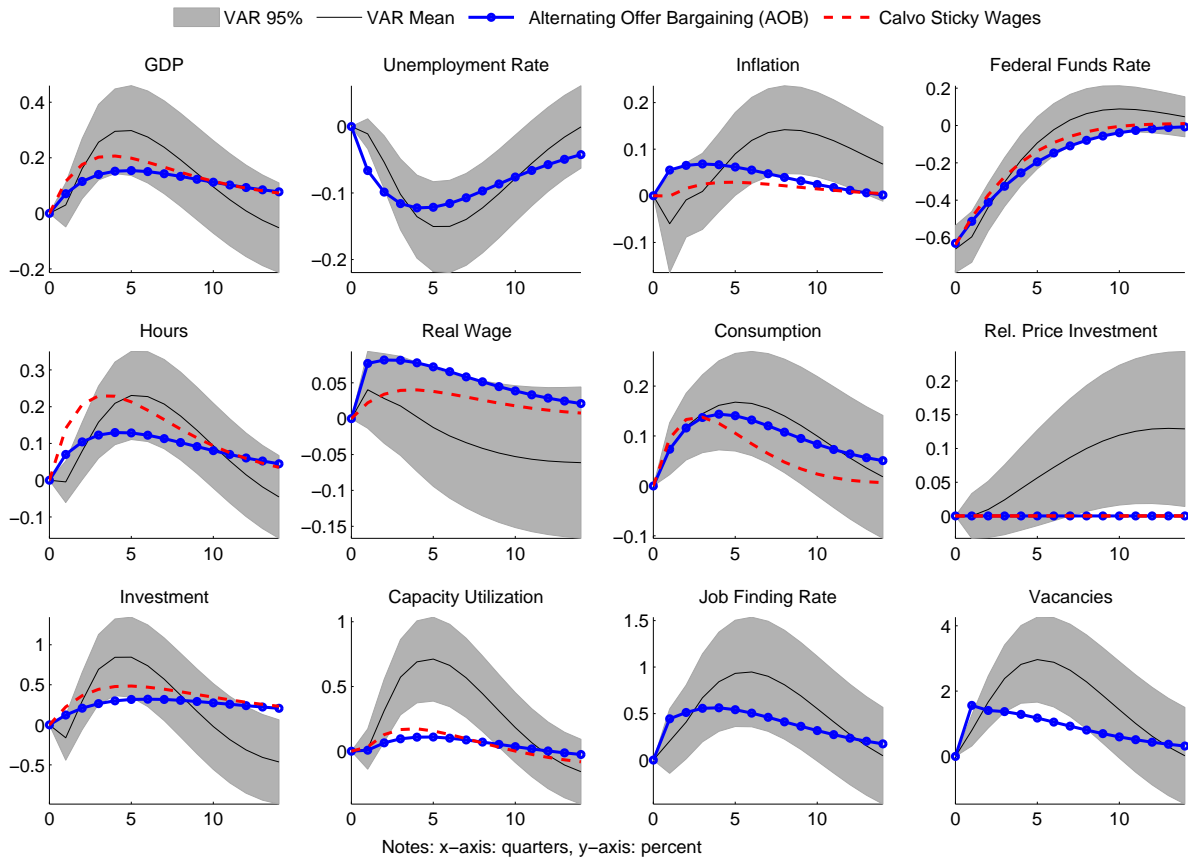 VAR 95% VAR Mean Alternating Offer Bargaining (AOB) Calvo Sticky Wages
GDP Unemployment Rate Inflation Federal Funds Rate
0.4
0.2
0
−0.2
0 5 10
0
−0.1
−0.2
0 5 10
0.2
0.1
0
−0.1
0 5 10
0.2
0
−0.2
−0.4
−0.6
0 5 10
Hours Real Wage Consumption Rel. Price Investment
0.3
0.2
0.1
0
−0.1
0 5 10
0.05
0
−0.05
−0.1
−0.15
0 5 10
0.2
0.1
0
−0.1
0 5 10
0.2
0.15
0.1
0.05
0
0 5 10
Investment Capacity Utilization Job Finding Rate Vacancies
1
0.5
0
−0.5
0 5 10
1
0.5
0
0 5 10
1.5
1
0.5
0
0 5 10
4
2
0
0 5 10
Notes: x−axis: quarters, y−axis: percent